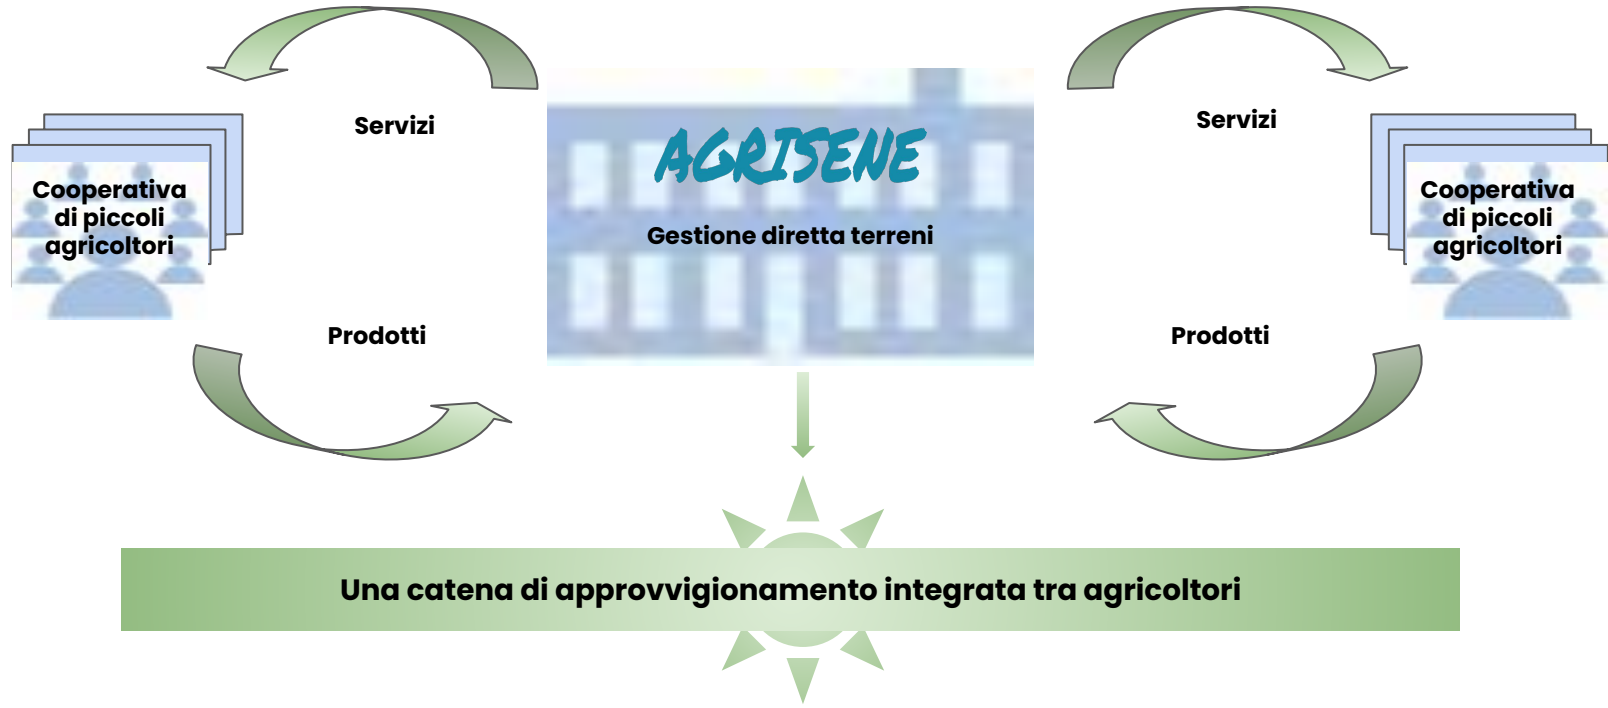 Servizi
Servizi
AGRISENE
Cooperativa
di piccoli
agricoltori
Gestione diretta terreni
Cooperativa
di piccoli
agricoltori
Prodotti
Prodotti
Una catena di approvvigionamento integrata tra agricoltori